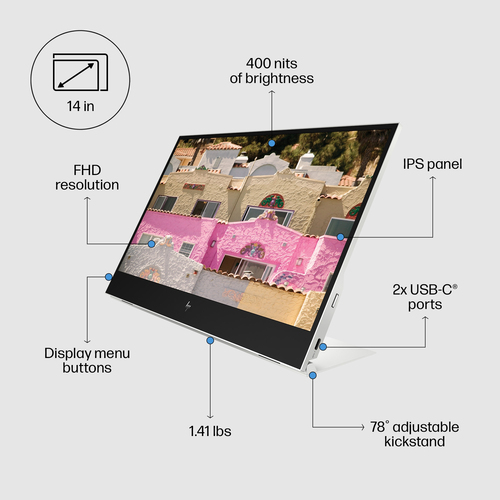 14 in
400 nits
of brightness
FHD
resolution
IPS panel
2x USB-C®
ports
Display menu
buttons
1.41 lbs
78° adjustable
kickstand
hp